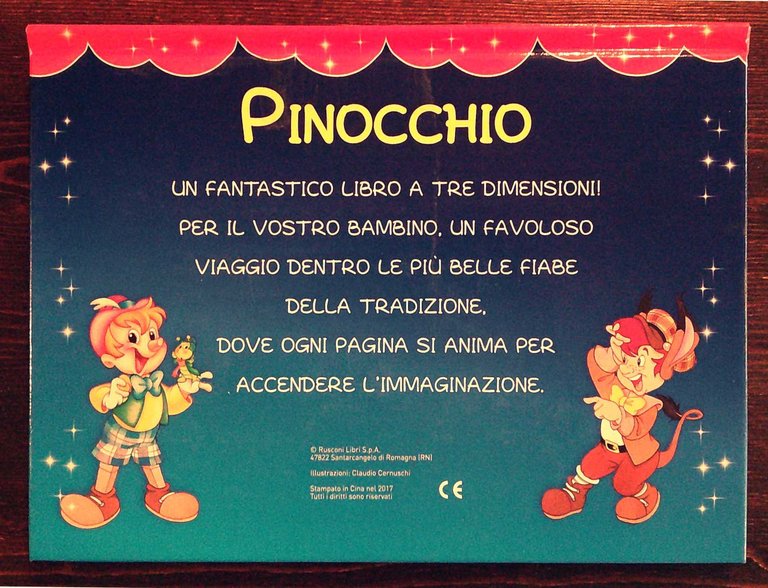 PINOCCHIO
UN FANTASTICO LIBRO A TRE DIMENSIONI!
PER IL VOSTRO BAMBINO, UN FAVOLOSO
VIAGGIO DENTRO LE PIÙ BELLE FIABE
DELLA TRADIZIONE,
DOVE OGNI PAGINA SI ANIMA PER
ACCENDERE L'IMMAGINAZIONE.
© Rusconi Libri S.p.A.
47822 Santarcangelo di Romagna (RN)
Illustrazioni: Claudio Cernuschi
Stampato in Cina nel 2017
Tutti i diritti sono riservati
CE